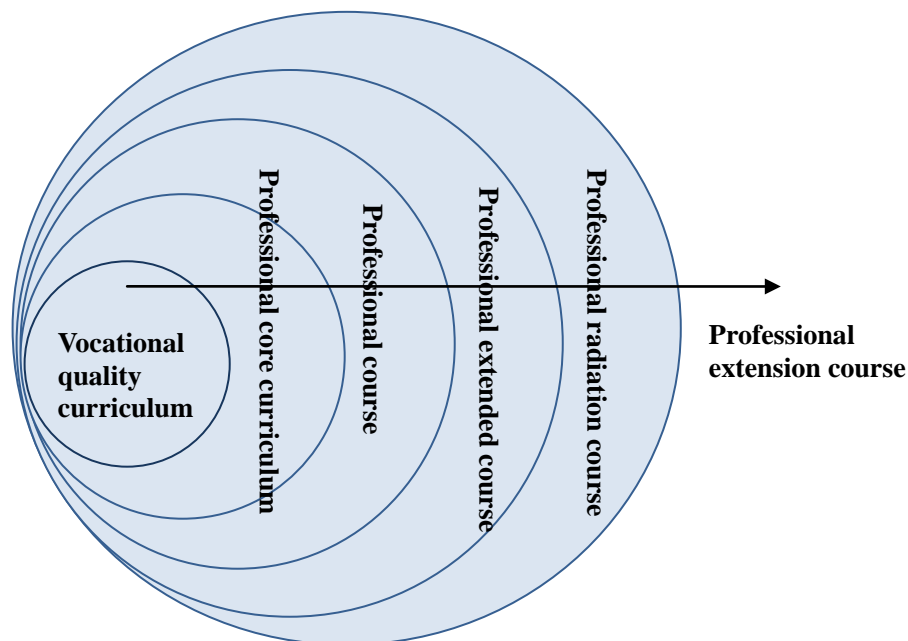 Vocational
quality
curriculum
Professional core curriculum
Professional course
Professional extended course
Professional radiation course
Professional
extension course